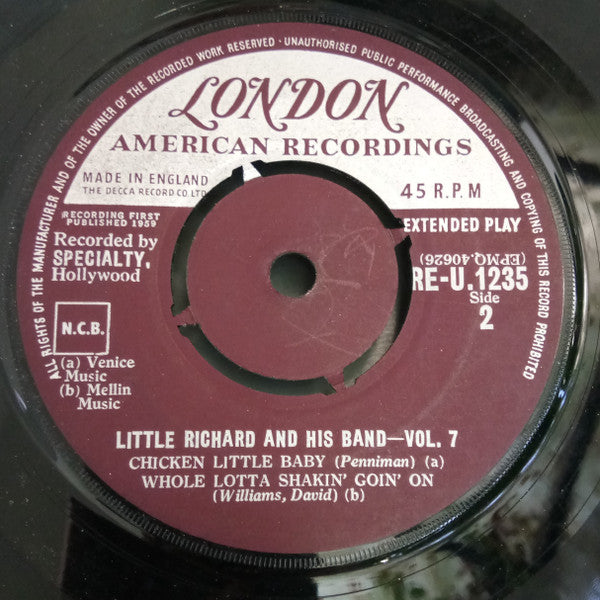 ALL RIGHTS OF THE MANUFACTURER AND OF THE OWNER OF THE RECORDED WORK RESERVED - UNAUTHORISED PUBLIC PERFORMANCE BROADCASTING AND COPYING OF THIS RECORD PROHIBITED
LONDON
AMERICAN RECORDINGS
MADE IN ENGLAND
THE DECCA RECORD CO. LTD.
45 R.P.M
RECORDING FIRST
PUBLISHED 1959
EXTENDED PLAY
Recorded by
SPECIALTY,
Hollywood
(EPMQ.40626)
RE-U.1235
Side
2
N.C.B.
(a) Venice
Music
(b) Mellin
Music
LITTLE RICHARD AND HIS BAND—VOL. 7
CHICKEN LITTLE BABY (Penniman) (a)
WHOLE LOTTA SHAKIN' GOIN' ON
(Williams, David) (b)